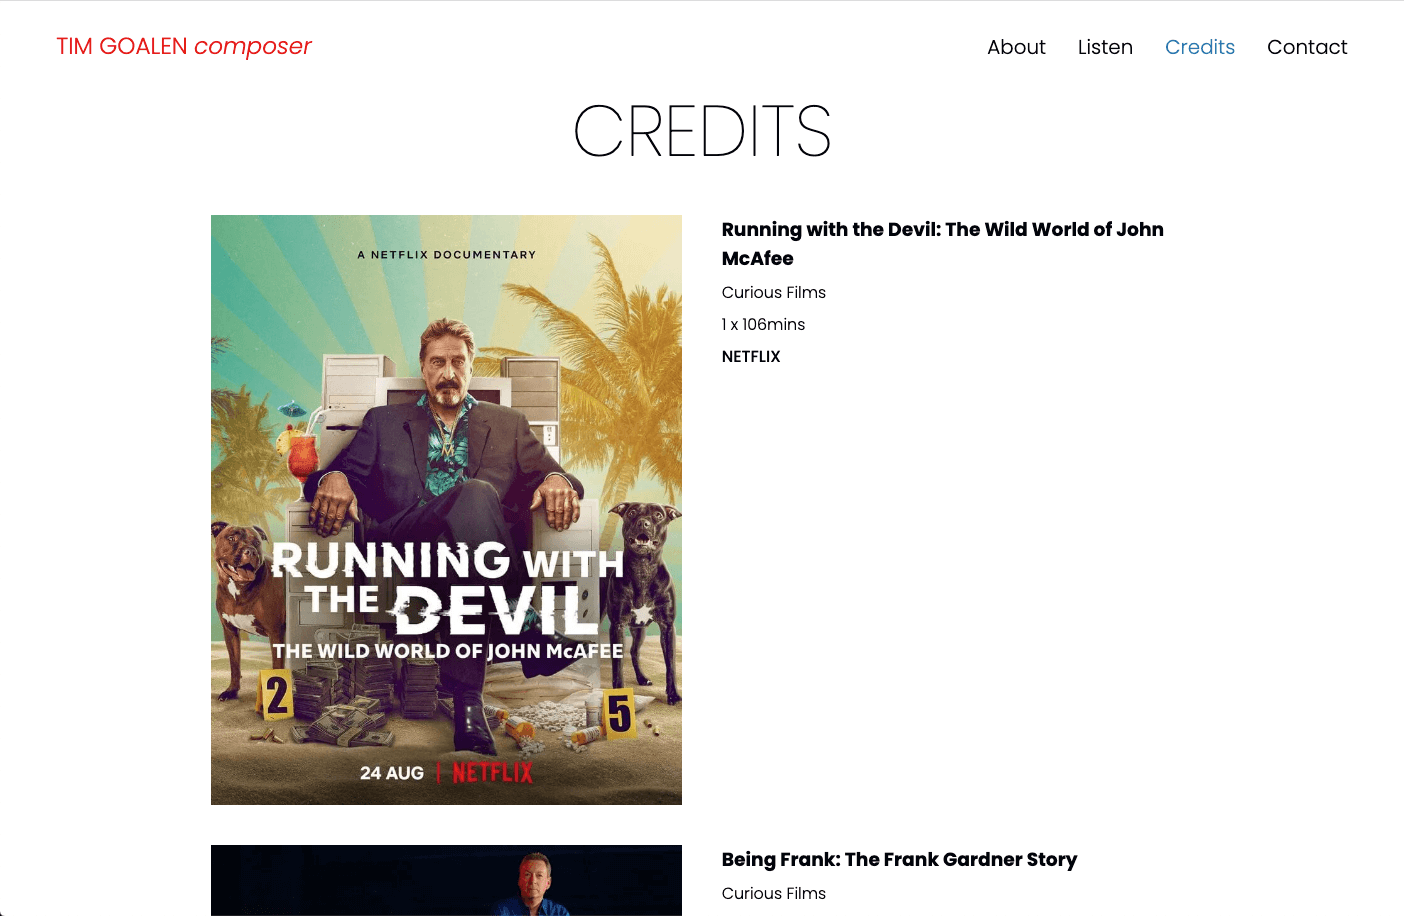 TIM GOALEN composer
About Listen Credits Contact
CREDITS
A NETFLIX DOCUMENTARY
M
RUNNING WITH
THE DEVIL
THE WILD WORLD OF JOHN McAFEE
2
5
24 AUG | NETFLIX
Running with the Devil: The Wild World of John
McAfee
Curious Films
1 x 106mins
NETFLIX
Being Frank: The Frank Gardner Story
Curious Films